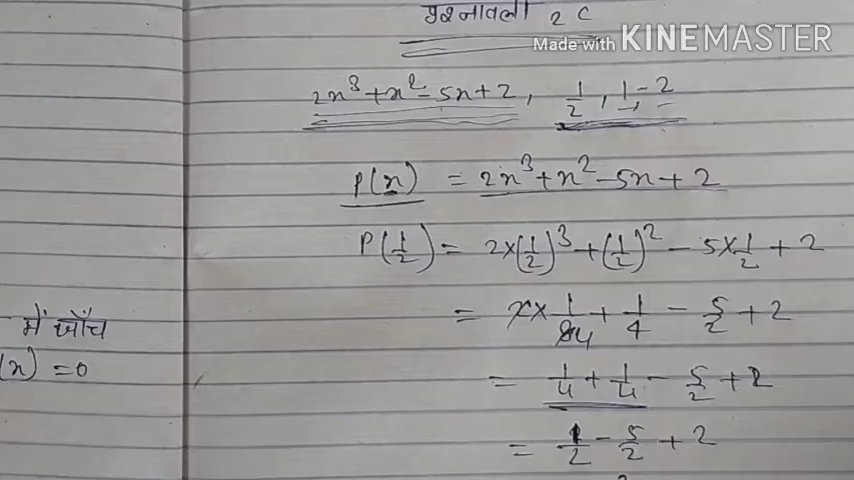 प्रश्नावली 2 C
Made with KINEMASTER
2x³ + x² - 5x + 2, 1/2, 1, -2
P(x) = 2x³ + x² - 5x + 2
P(1/2) = 2×(1/2)³ + (1/2)² - 5×1/2 + 2
= 2×1/84 + 1/4 - 5/2 + 2
में जाँच
= 1/4 + 1/4 - 5/2 + 2
(x) = 0
= 1/2 - 5/2 + 2